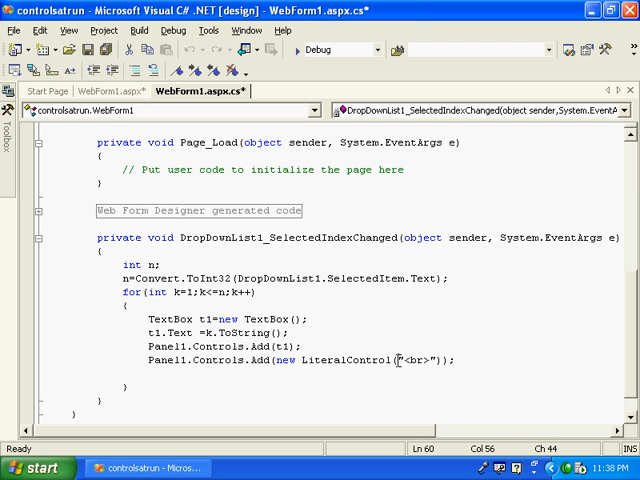 controlsatrun - Microsoft Visual C# .NET [design] - WebForm1.aspx.cs*
File Edit View Project Build Debug Tools Window Help
Debug
Start Page WebForm1.aspx* WebForm1.aspx.cs*
controlsatrun.WebForm1 DropDownList1_SelectedIndexChanged(object sender,System.EventA
Toolbox
private void Page_Load(object sender, System.EventArgs e)
{
// Put user code to initialize the page here
}
Web Form Designer generated code
private void DropDownList1_SelectedIndexChanged(object sender, System.EventArgs e)
{
int n;
n=Convert.ToInt32(DropDownList1.SelectedItem.Text);
for(int k=1;k<=n;k++)
{
TextBox t1=new TextBox();
t1.Text =k.ToString();
Panel1.Controls.Add(t1);
Panel1.Controls.Add(new LiteralControl("<br>"));
}
}
}
Ready Ln 60 Col 56 Ch 44 INS
start controlsatrun - Micros... 11:38 PM